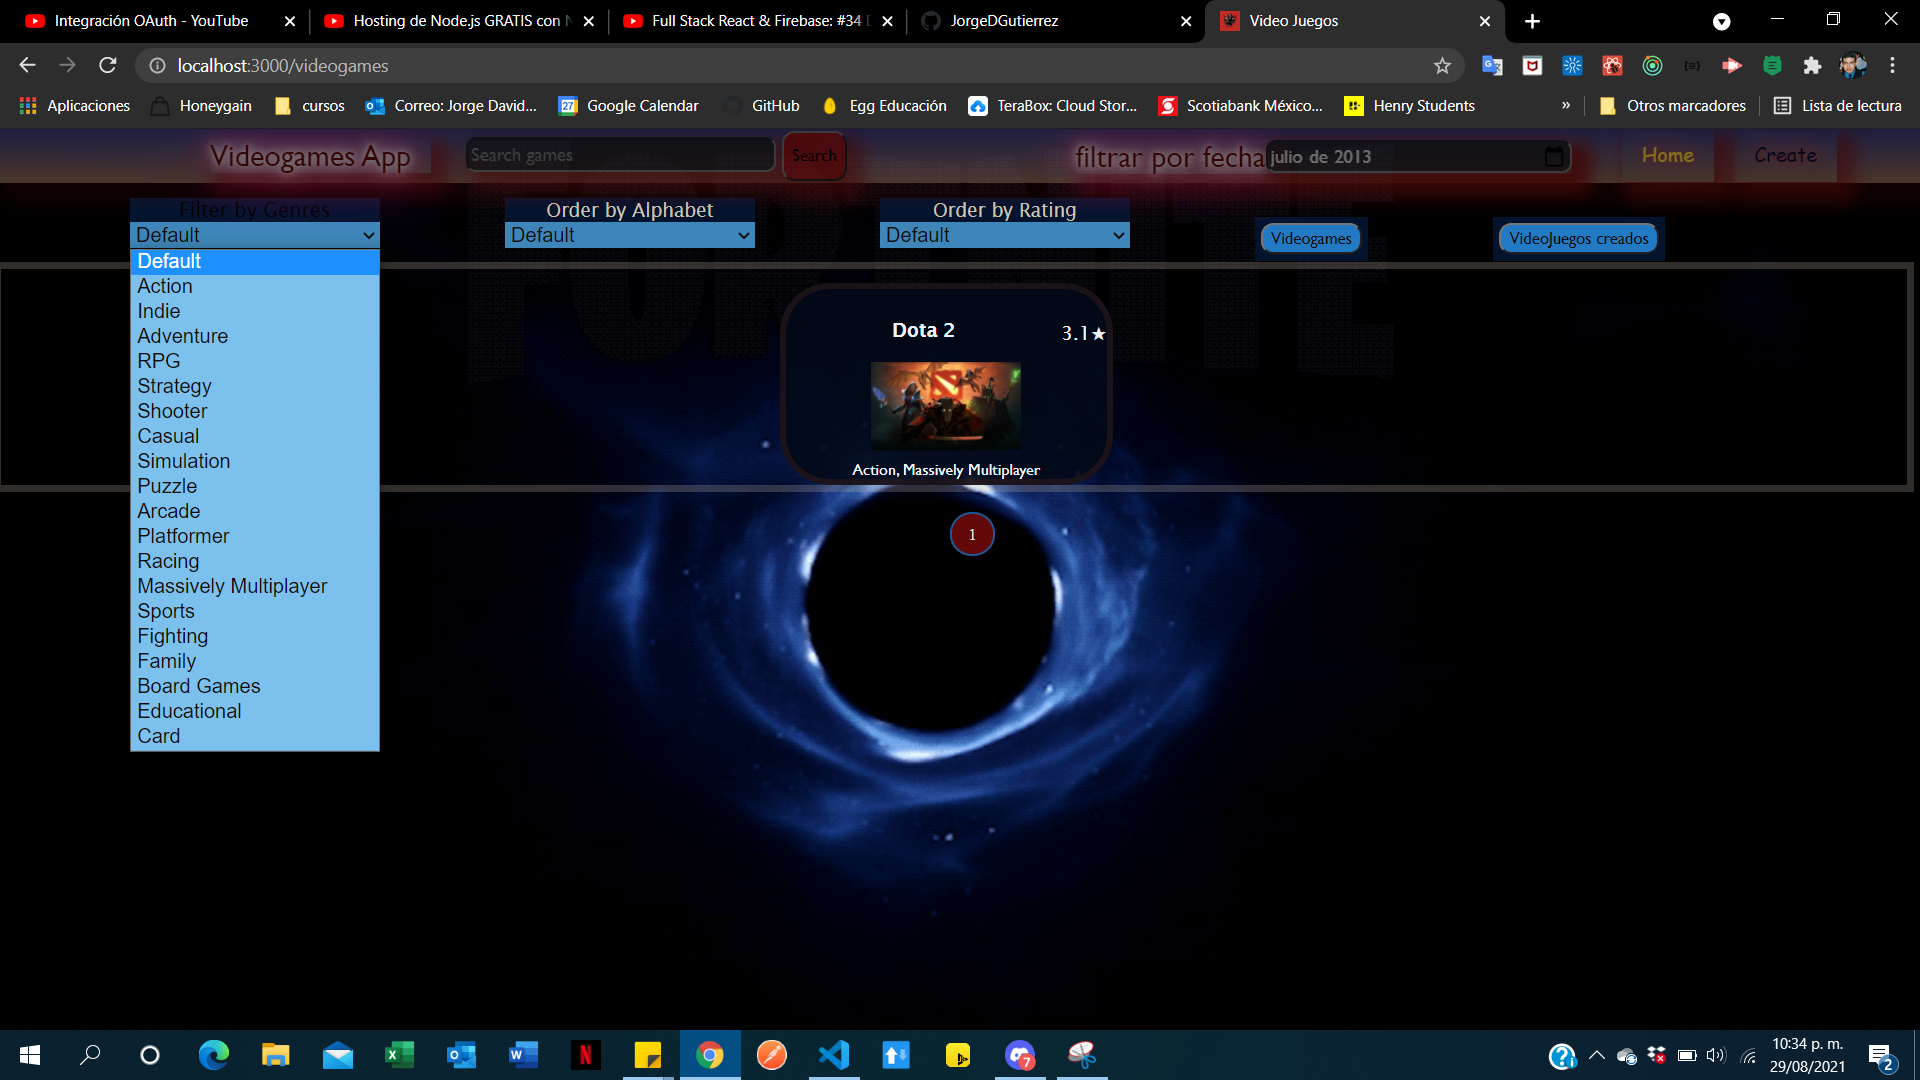 Integración OAuth - YouTube
Hosting de Node.js GRATIS con N
Full Stack React & Firebase: #34 D
JorgeDGutierrez
Video Juegos
localhost:3000/videogames
Aplicaciones
Honeygain
cursos
Correo: Jorge David...
27
Google Calendar
GitHub
Egg Educación
TeraBox: Cloud Stor...
Scotiabank México...
Henry Students
»
Otros marcadores
Lista de lectura
Videogames App
Search games
Search
filtrar por fecha
julio de 2013
Home
Create
FORTNITE
Filter by Genres
Default
Order by Alphabet
Default
Order by Rating
Default
Videogames
VideoJuegos creados
Default
Action
Indie
Adventure
RPG
Strategy
Shooter
Casual
Simulation
Puzzle
Arcade
Platformer
Racing
Massively Multiplayer
Sports
Fighting
Family
Board Games
Educational
Card
Dota 2
3.1★
Action, Massively Multiplayer
1
7
10:34 p. m.
29/08/2021
2